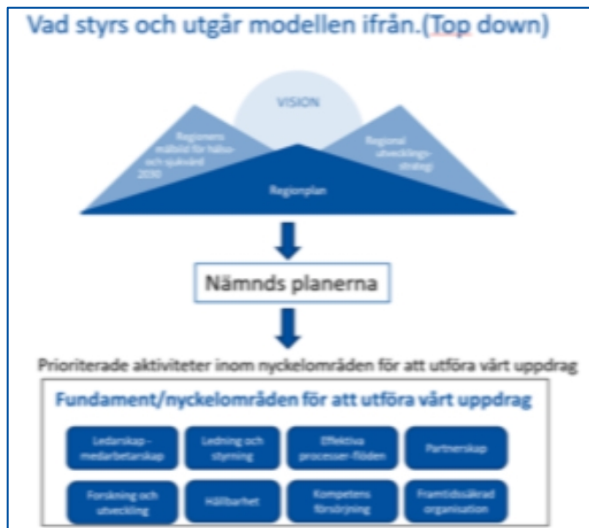 Vad styrs och utgår modellen ifrån.(Top down)
VISION
Regionens
målbild för hälso-
och sjukvård
2030
Regional
utvecklings-
strategi
Regionplan
Nämnds planerna
Prioriterade aktiviteter inom nyckelområden för att utföra vårt uppdrag
Fundament/nyckelområden för att utföra vårt uppdrag
Ledarskap -
medarbetarskap
Ledning och
styrning
Effektiva
processer-flöden
Partnerskap
Forskning och
utveckling
Hållbarhet
Kompetens
försörjning
Framtidssäkrad
organisation